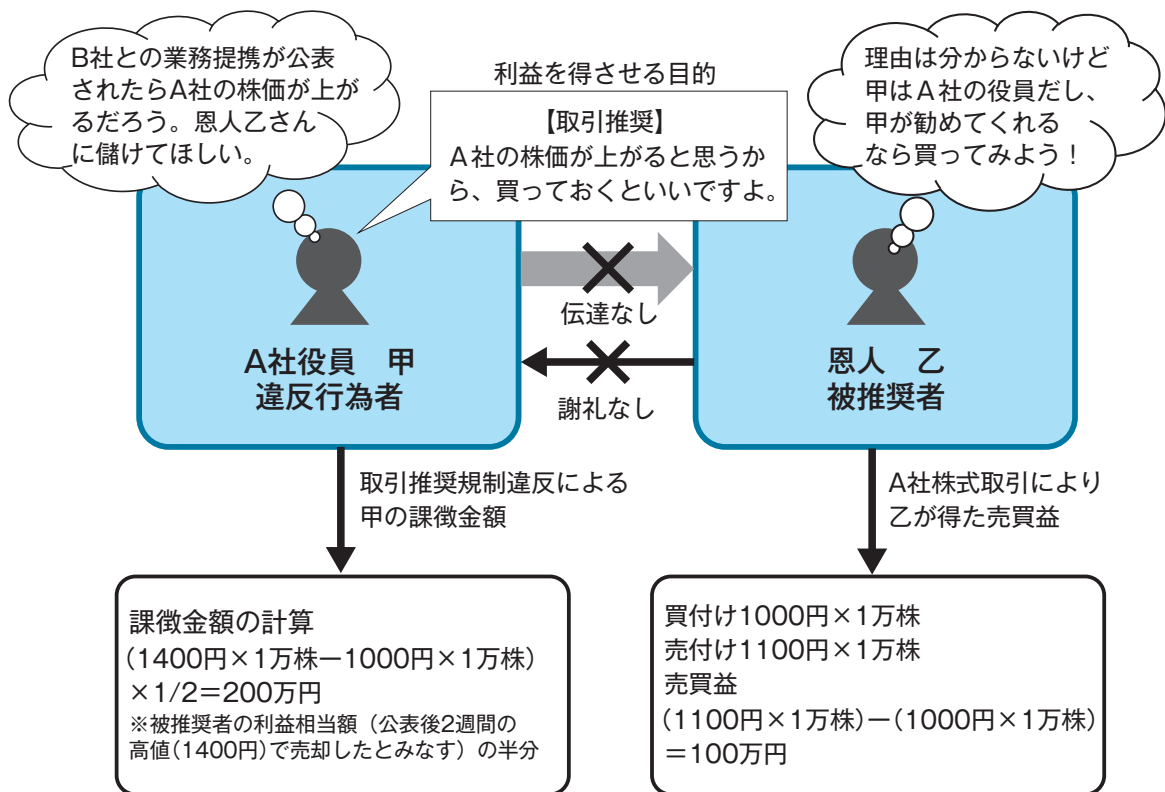 B社との業務提携が公表
されたらA社の株価が上が
るだろう。恩人乙さん
に儲けてほしい。
利益を得させる目的
【取引推奨】
A社の株価が上がると思うか
ら、買っておくといいですよ。
理由は分からないけど
甲はA社の役員だし、
甲が勧めてくれる
なら買ってみよう！
伝達なし
謝礼なし
A社役員　甲
違反行為者
恩人　乙
被推奨者
取引推奨規制違反による
甲の課徴金額
A社株式取引により
乙が得た売買益
課徴金額の計算
(1400円×1万株ー1000円×1万株)
×1/2＝200万円
※被推奨者の利益相当額（公表後2週間の
高値(1400円)で売却したとみなす）の半分
買付け1000円×1万株
売付け1100円×1万株
売買益
(1100円×1万株)ー(1000円×1万株)
＝100万円